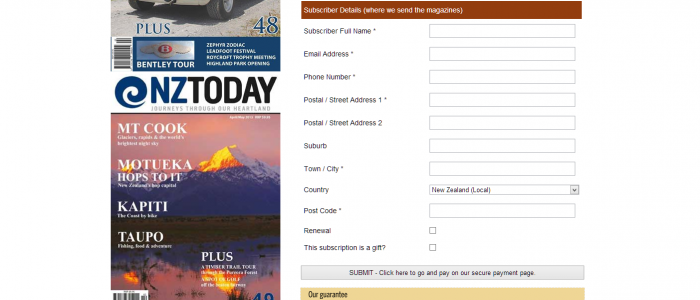 PLUS
48
BENTLEY TOUR
ZEPHYR ZODIAC
LEADFOOT FESTIVAL
ROYCROFT TROPHY MEETING
HIGHLAND PARK OPENING
NZTODAY
JOURNEYS THROUGH OUR HEARTLAND
MT COOK
Glaciers, rapids & the world's
brightest night sky
MOTUEKA
HOPS TO IT
New Zealand's hop capital
KAPITI
The Coast by bike
TAUPO
Fishing, food & adventure
PLUS
A TIMBER TRAIL TOUR
through the Pureora Forest
GOLF
49
Subscriber Details (where we send the magazines)
Subscriber Full Name *
Email Address *
Phone Number *
Postal / Street Address 1 *
Postal / Street Address 2
Suburb
Town / City *
Country
New Zealand (Local)
Post Code *
Renewal
This subscription is a gift?
SUBMIT - Click here to go and pay on our secure payment page.
Our guarantee